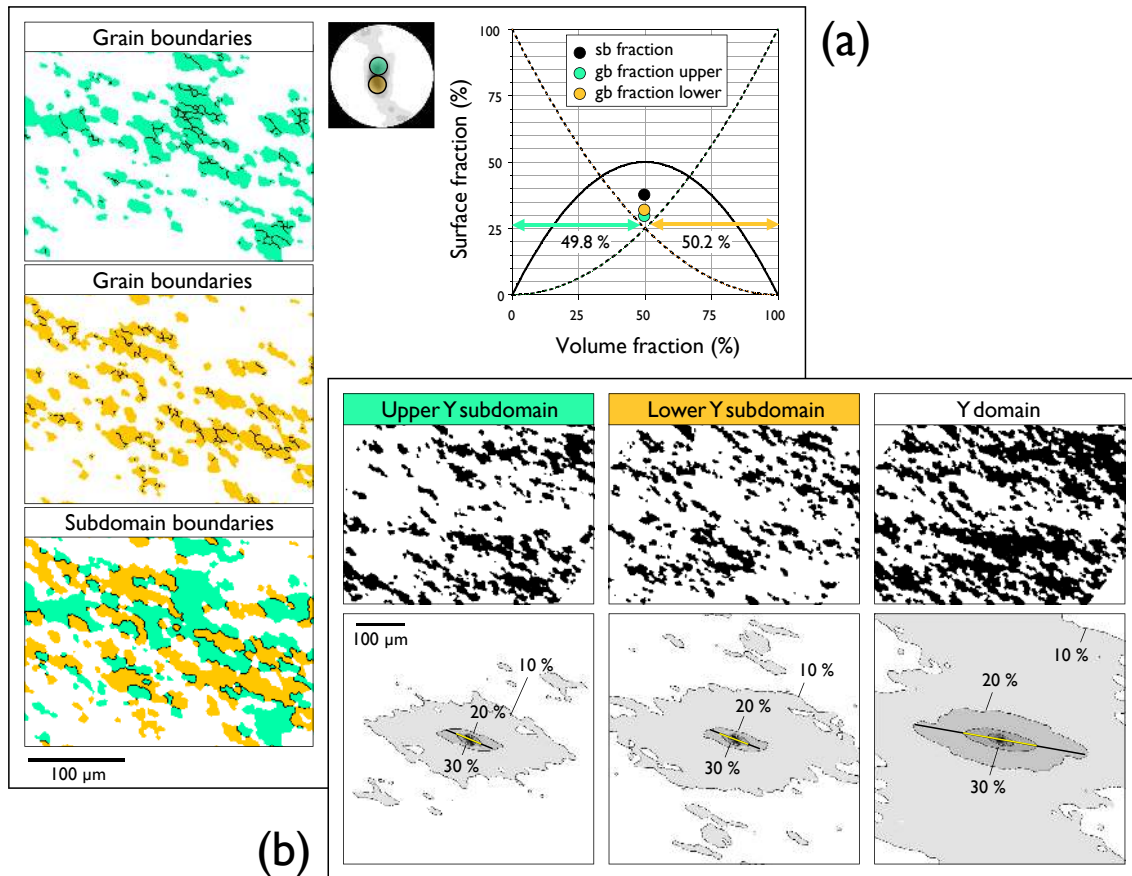 (a)
Grain boundaries
Grain boundaries
Subdomain boundaries
100 µm
sb fraction
gb fraction upper
gb fraction lower
100
75
50
25
0
49.8 %
50.2 %
0
25
50
75
100
Surface fraction (%)
Volume fraction (%)
(b)
Upper Y subdomain
Lower Y subdomain
Y domain
100 µm
10 %
20 %
30 %
10 %
20 %
30 %
10 %
20 %
30 %